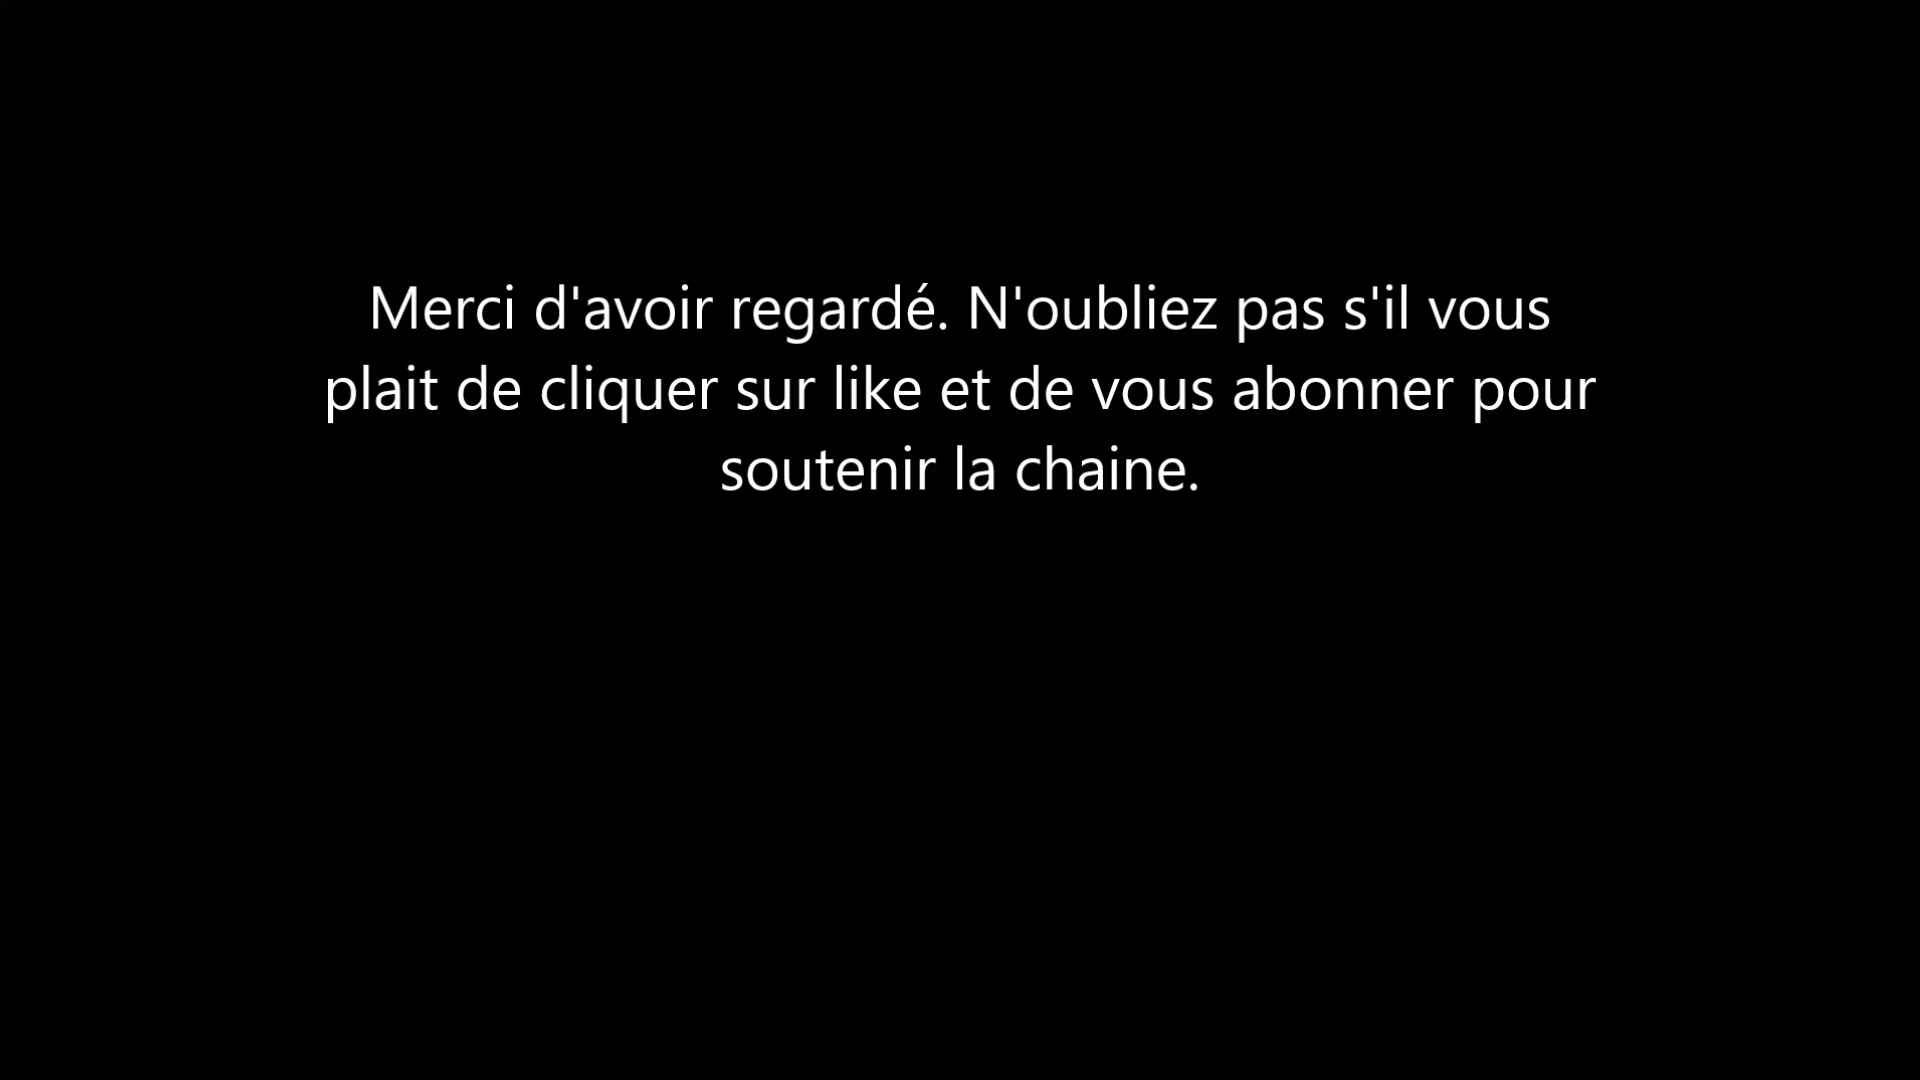 Merci d'avoir regardé. N'oubliez pas s'il vous
plait de cliquer sur like et de vous abonner pour
soutenir la chaine.